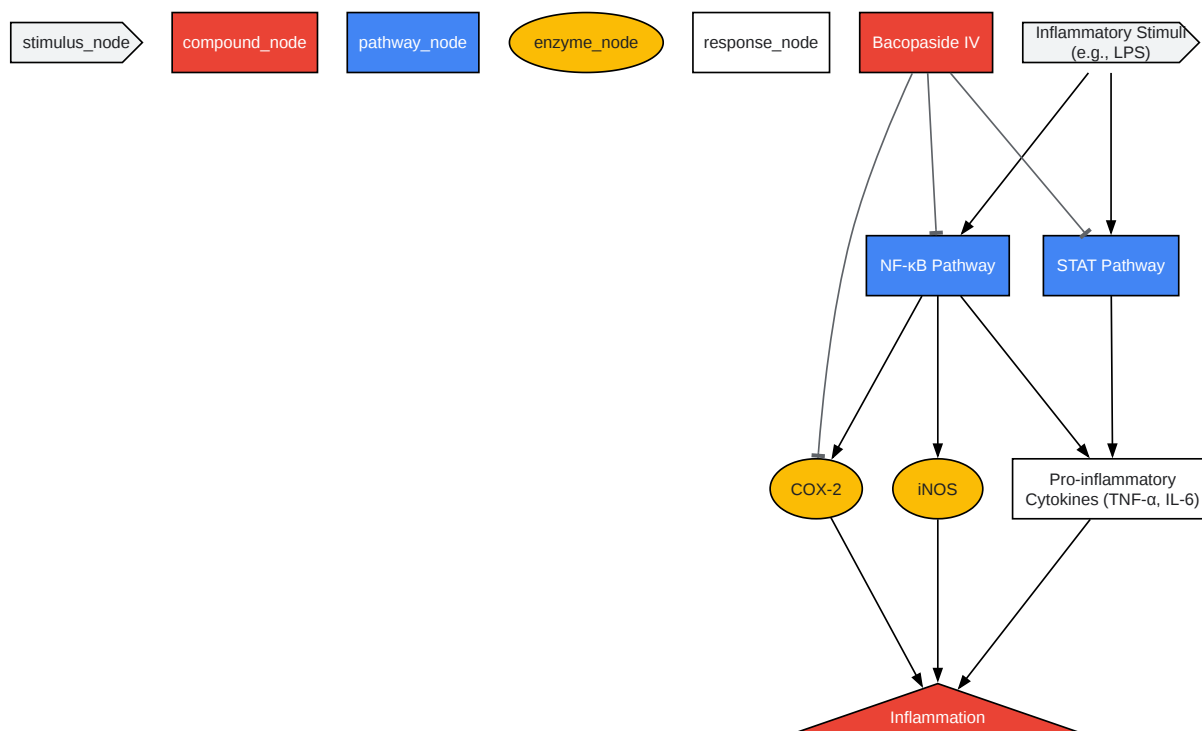 stimulus_node
compound_node
pathway_node
enzyme_node
response_node
Bacopaside IV
Inflammatory Stimuli
(e.g., LPS)
NF-κB Pathway
STAT Pathway
COX-2
iNOS
Pro-inflammatory
Cytokines (TNF-α, IL-6)
Inflammation